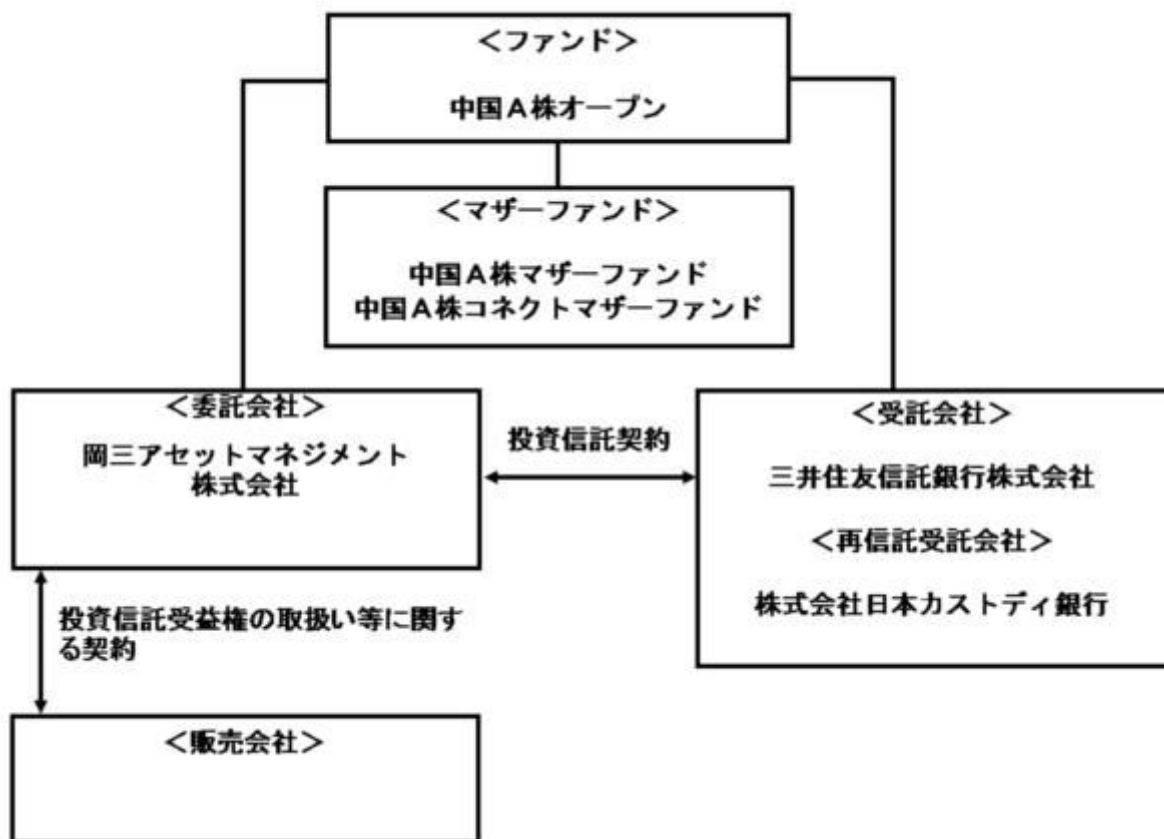 ＜ファンド＞
中国Ａ株オープン
＜マザーファンド＞
中国Ａ株マザーファンド
中国Ａ株コネクトマザーファンド
＜委託会社＞
岡三アセットマネジメント
株式会社
投資信託契約
＜受託会社＞
三井住友信託銀行株式会社
＜再信託受託会社＞
株式会社日本カストディ銀行
投資信託受益権の取扱い等に関す
る契約
＜販売会社＞